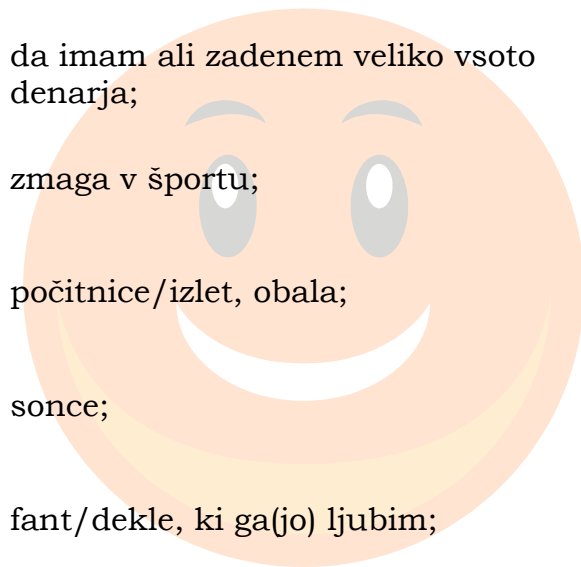 da imam ali zadenem veliko vsoto
denarja;
zmaga v športu;
počitnice/izlet, obala;
sonce;
fant/dekle, ki ga(jo) ljubim;